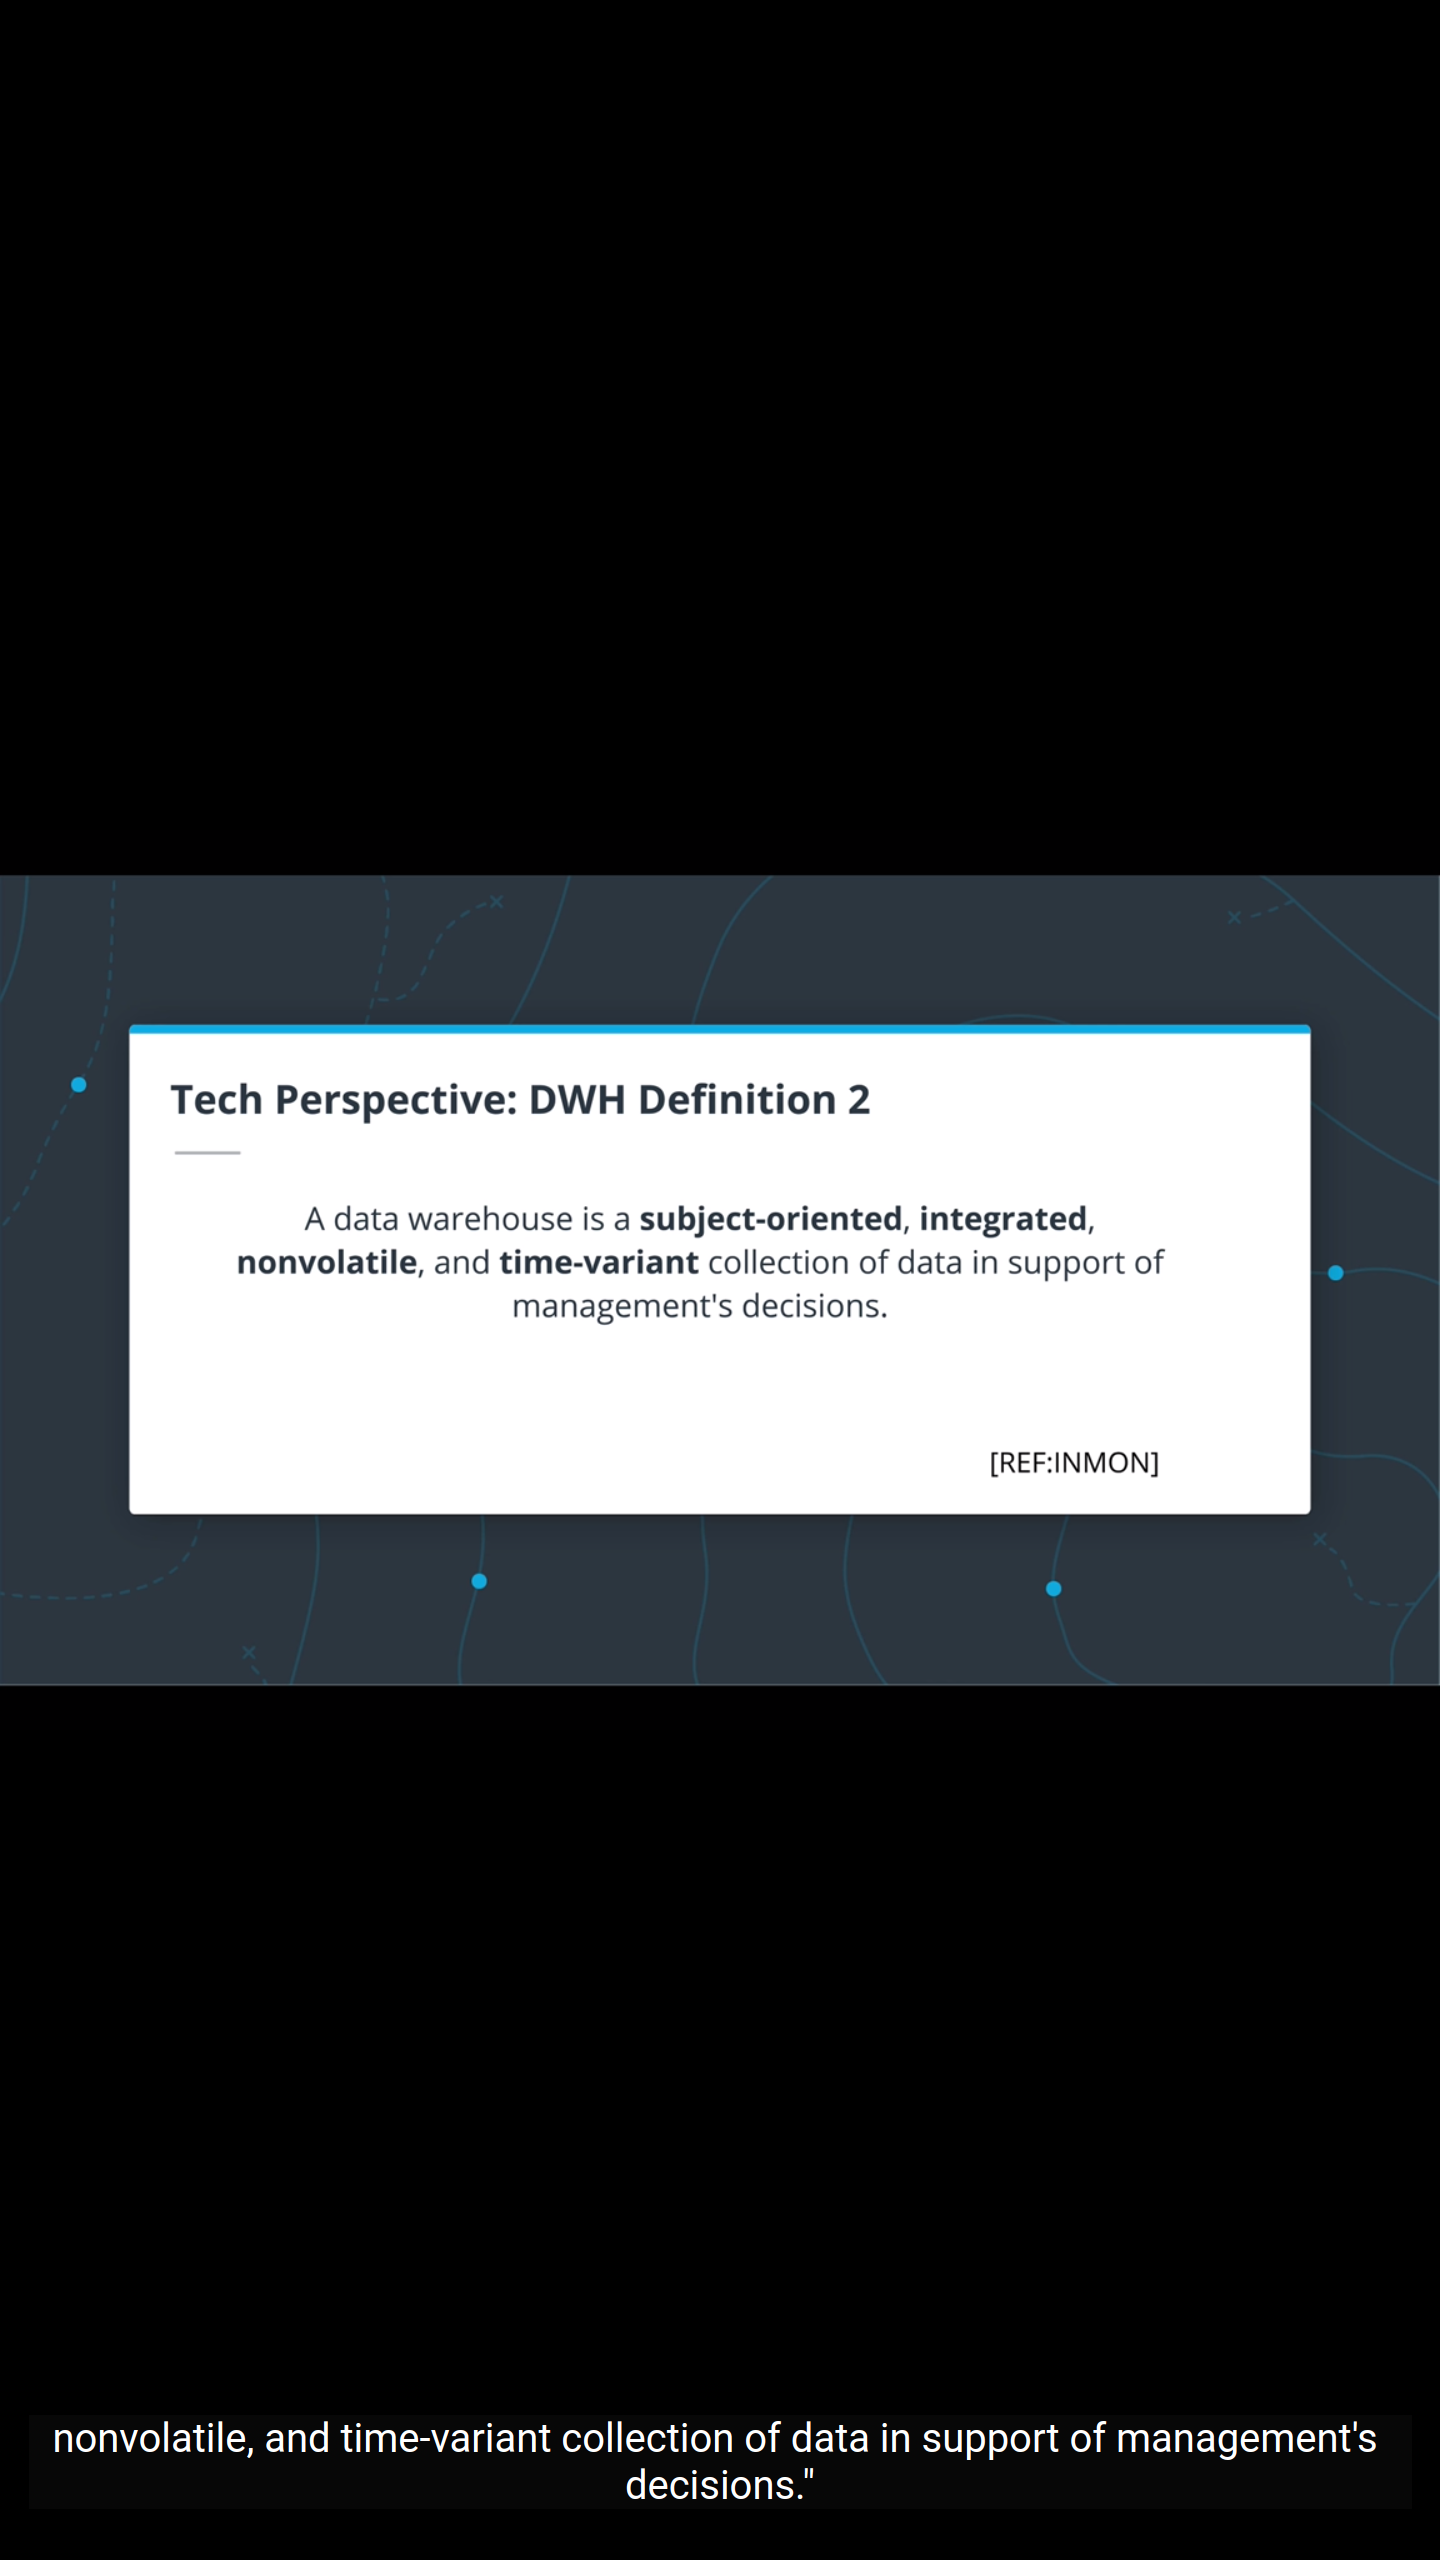 Tech Perspective: DWH Definition 2
A data warehouse is a subject-oriented, integrated,
nonvolatile, and time-variant collection of data in support of
management's decisions.
[REF:INMON]
nonvolatile, and time-variant collection of data in support of management's
decisions."